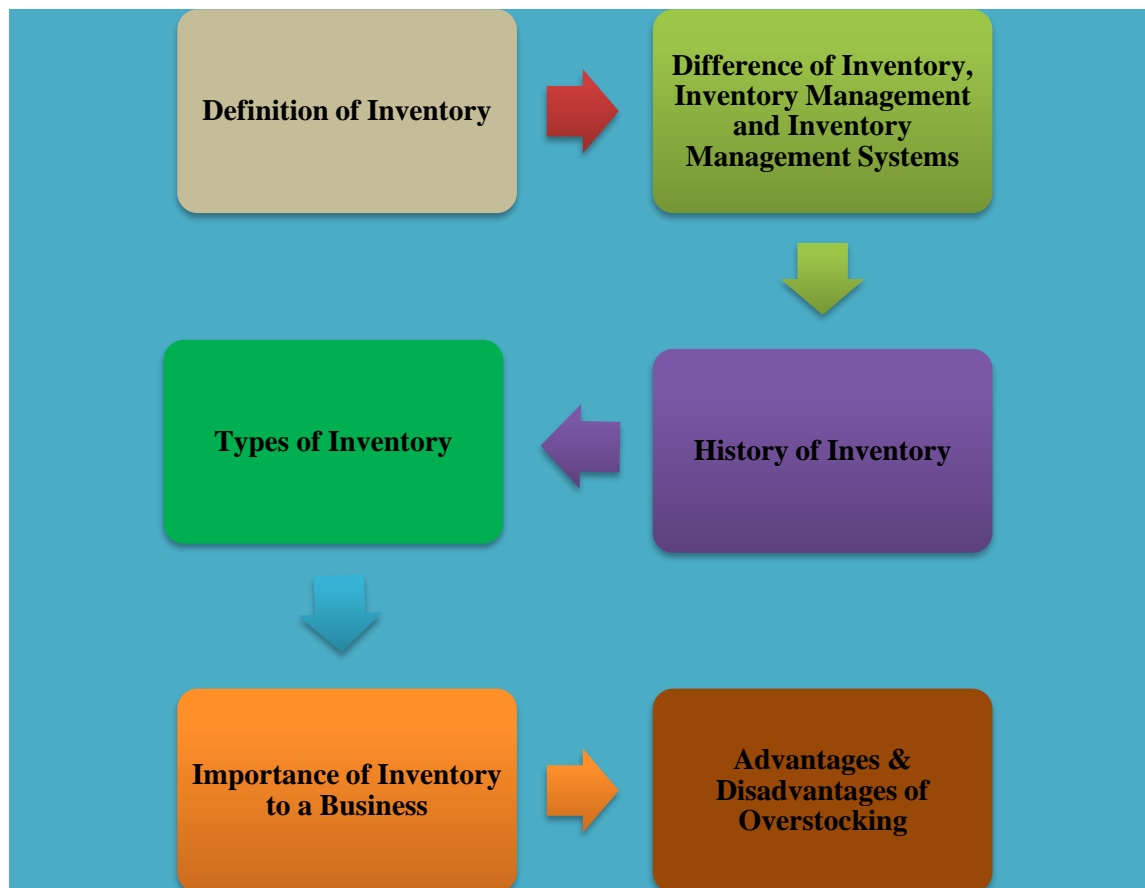 Definition of Inventory
Difference of Inventory,
Inventory Management
and Inventory
Management Systems
History of Inventory
Types of Inventory
Importance of Inventory
to a Business
Advantages &
Disadvantages of
Overstocking